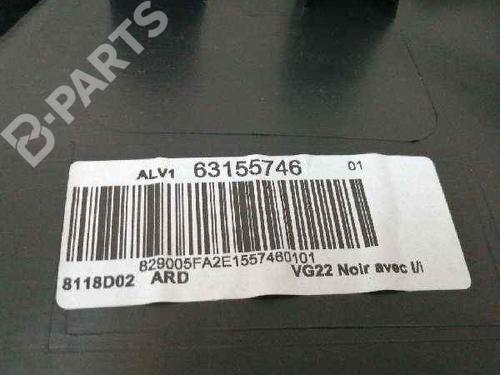 B-PARTS
ALV1 63155746 01
829005FA2E1557460101
8118D02 ARD VG22 Noir avec l/i